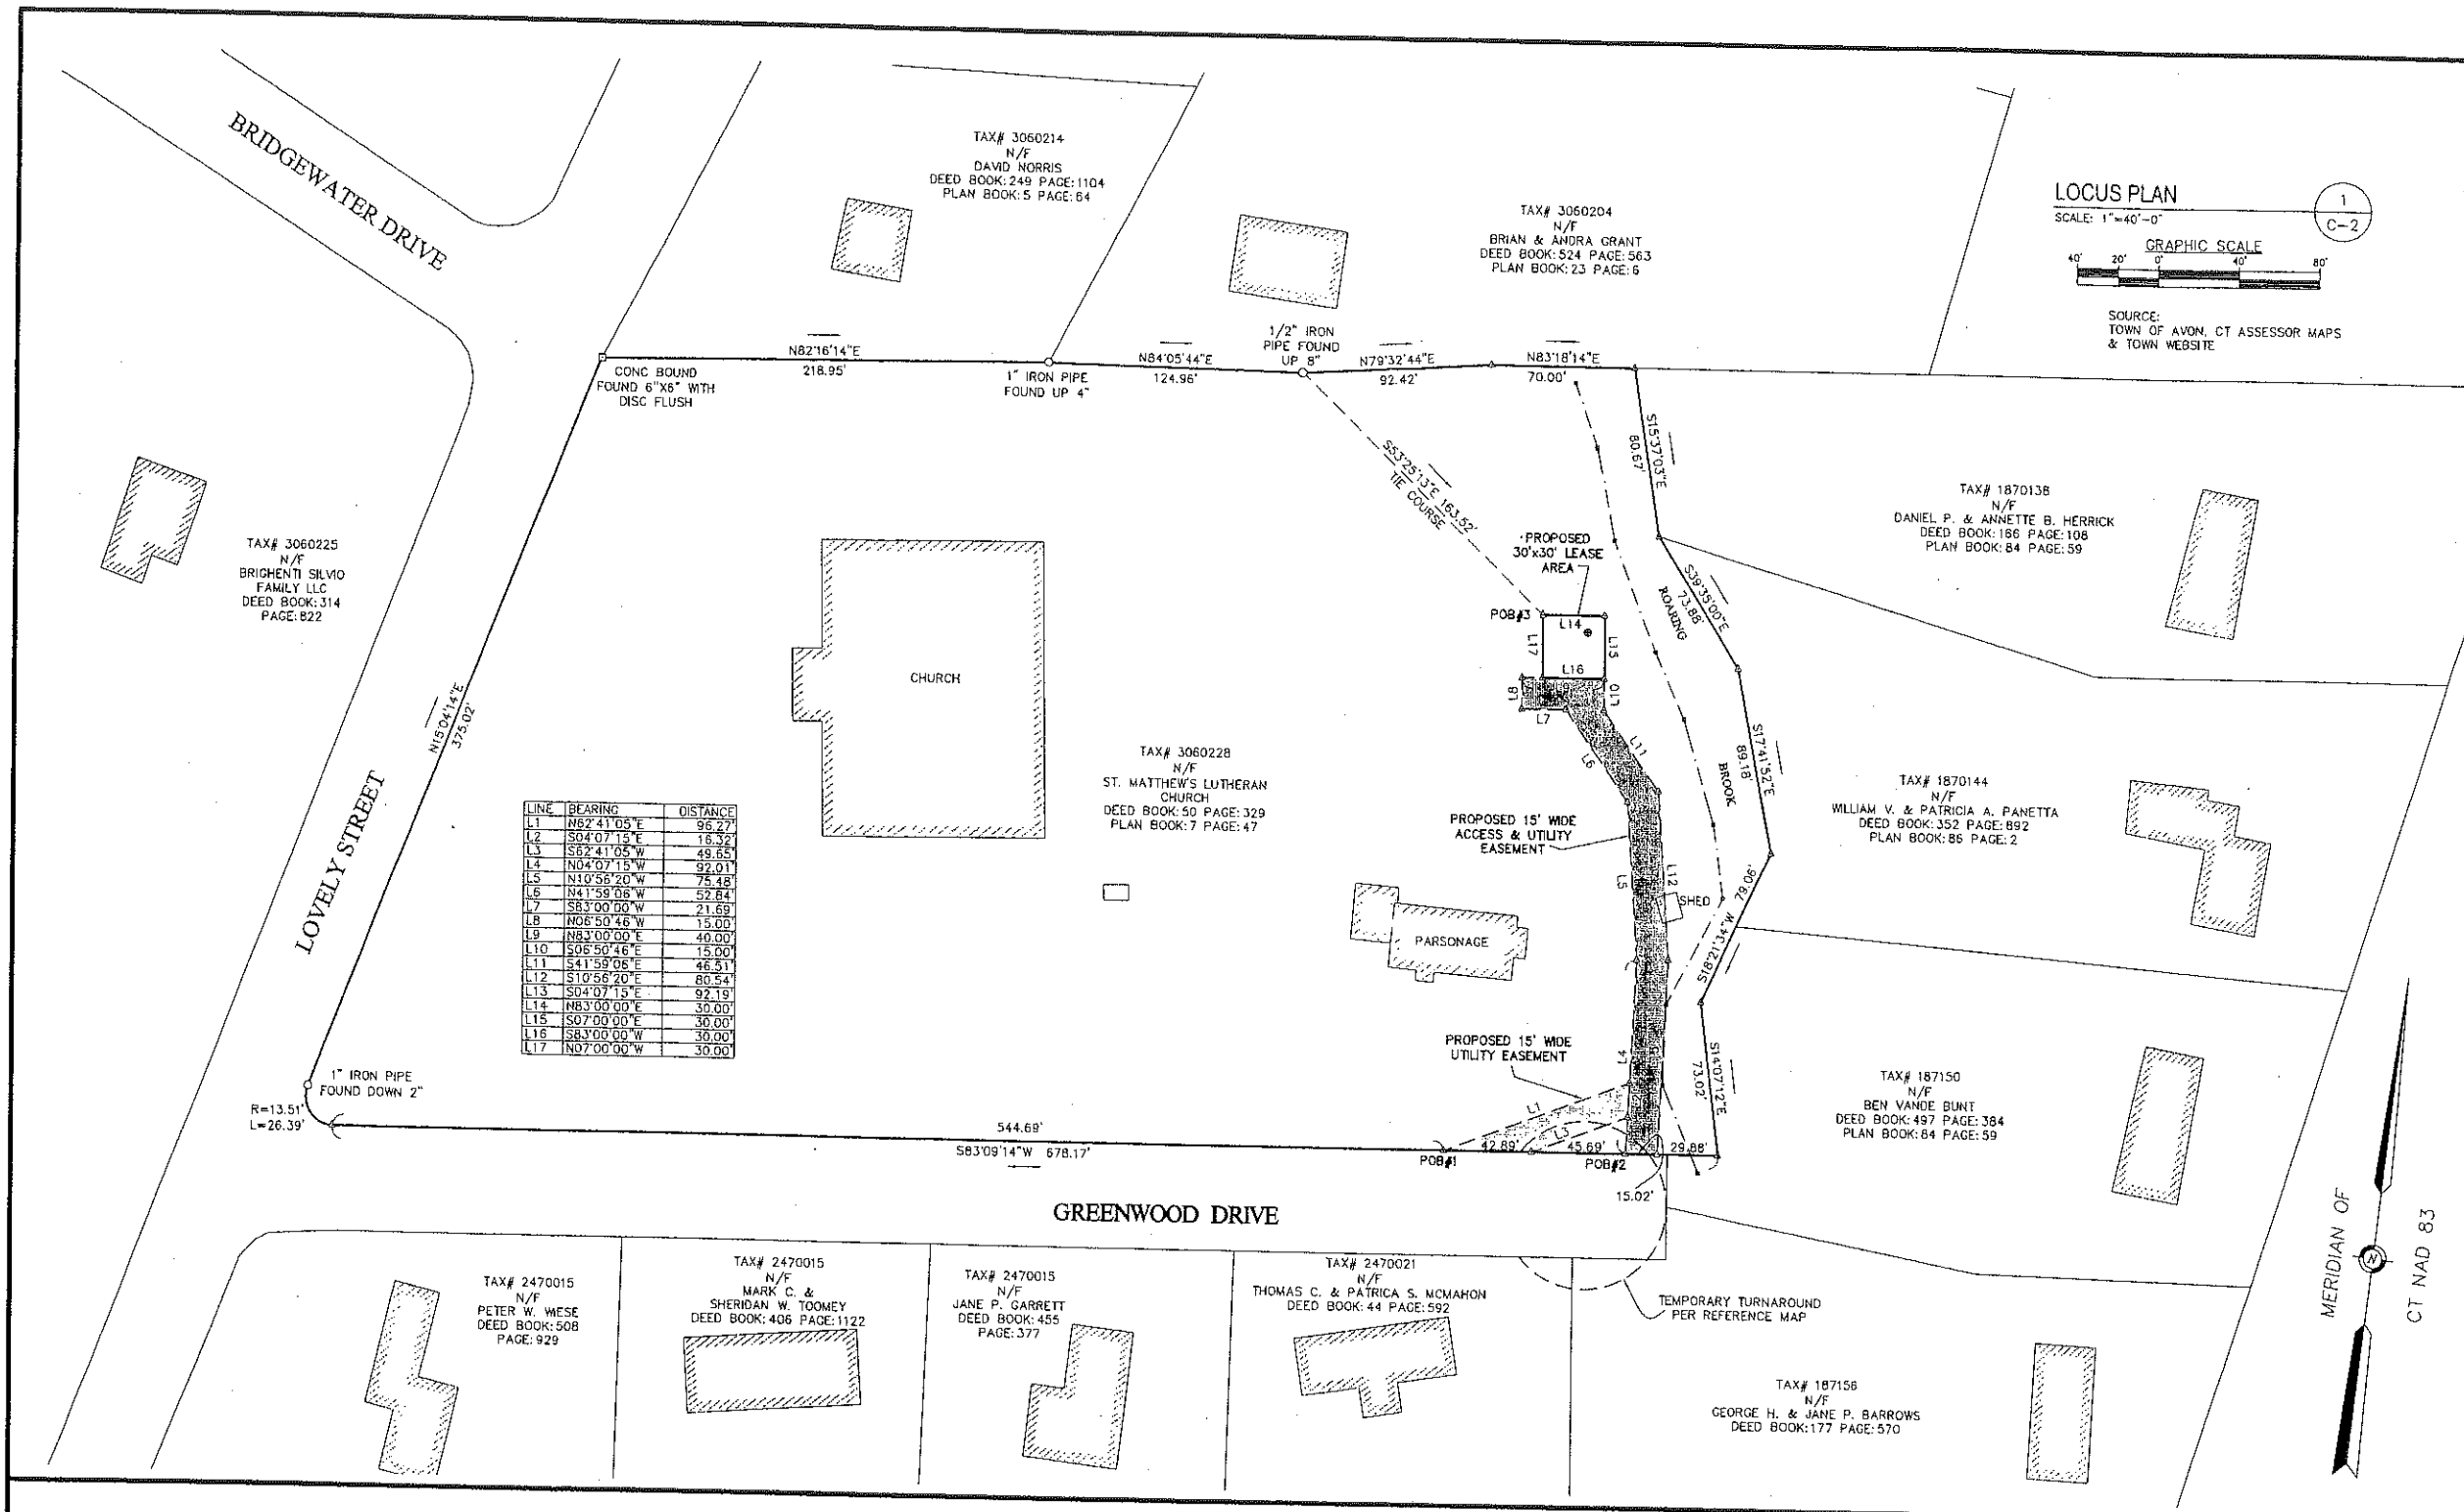 BRIDGEWATER DRIVE
TAX# 3060214
N/F
DAVID NORRIS
DEED BOOK: 249 PAGE: 1104
PLAN BOOK: 5 PAGE: 64
TAX# 3060204
N/F
BRIAN & ANDRA GRANT
DEED BOOK: 524 PAGE: 563
PLAN BOOK: 23 PAGE: 6
LOCUS PLAN
SCALE: 1"=40'-0"
1
C-2
GRAPHIC SCALE
40' 20' 0' 40' 80'
SOURCE:
TOWN OF AVON, CT ASSESSOR MAPS
& TOWN WEBSITE
N82°16'14"E
218.95'
CONC BOUND
FOUND 6"X6" WITH
DISC FLUSH
1" IRON PIPE
FOUND UP 4"
N84°05'44"E
124.96'
1/2" IRON
PIPE FOUND
UP 8"
N79°32'44"E
92.42'
N83°18'14"E
70.00'
S15°37'03"E
80.67'
S53°25'13"E 163.52'
TIE COURSE
TAX# 3060225
N/F
BRIGHENTI SILVIO
FAMILY LLC
DEED BOOK: 314
PAGE: 822
N15°04'14"E
375.02'
LOVELY STREET
CHURCH
PROPOSED
30'x30' LEASE
AREA
POB#3
L14
L15
L16
L17
S39°35'00"E
73.88'
ROARING
BROOK
TAX# 1870138
N/F
DANIEL P. & ANNETTE B. HERRICK
DEED BOOK: 166 PAGE: 108
PLAN BOOK: 84 PAGE: 59
L8
L7
L10
L11
L6
S17°41'52"E
89.18'
TAX# 3060228
N/F
ST. MATTHEW'S LUTHERAN
CHURCH
DEED BOOK: 50 PAGE: 329
PLAN BOOK: 7 PAGE: 47
LINE BEARING DISTANCE
L1 N62°41'05"E 96.27'
L2 S04°07'15"E 16.32'
L3 S62°41'05"W 49.65'
L4 N04°07'15"W 92.01'
L5 N10°56'20"W 75.48'
L6 N41°59'06"W 52.84'
L7 S83°00'00"W 21.69'
L8 N06°50'46"W 15.00'
L9 N83°00'00"E 40.00'
L10 S06°50'46"E 15.00'
L11 S41°59'06"E 46.51'
L12 S10°56'20"E 80.54'
L13 S04°07'15"E 92.19'
L14 N83°00'00"E 30.00'
L15 S07°00'00"E 30.00'
L16 S83°00'00"W 30.00'
L17 N07°00'00"W 30.00'
PROPOSED 15' WIDE
ACCESS & UTILITY
EASEMENT
L5
L12
SHED
PARSONAGE
S18°21'34"W 79.06'
TAX# 1870144
N/F
WILLIAM V. & PATRICIA A. PANETTA
DEED BOOK: 352 PAGE: 892
PLAN BOOK: 86 PAGE: 2
PROPOSED 15' WIDE
UTILITY EASEMENT
L4
L1
L3
S14°07'12"E
73.02'
TAX# 187150
N/F
BEN VANDE BUNT
DEED BOOK: 497 PAGE: 384
PLAN BOOK: 84 PAGE: 59
1" IRON PIPE
FOUND DOWN 2"
R=13.51'
L=26.39'
544.69'
S83°09'14"W 678.17'
POB#1
42.89'
45.69'
POB#2
29.88'
15.02'
GREENWOOD DRIVE
TAX# 2470015
N/F
PETER W. WIESE
DEED BOOK: 508
PAGE: 929
TAX# 2470015
N/F
MARK C. &
SHERIDAN W. TOOMEY
DEED BOOK: 406 PAGE: 1122
TAX# 2470015
N/F
JANE P. GARRETT
DEED BOOK: 455
PAGE: 377
TAX# 2470021
N/F
THOMAS C. & PATRICA S. MCMAHON
DEED BOOK: 44 PAGE: 592
TEMPORARY TURNAROUND
PER REFERENCE MAP
TAX# 187156
N/F
GEORGE H. & JANE P. BARROWS
DEED BOOK: 177 PAGE: 570
MERIDIAN OF
N
CT NAD 83